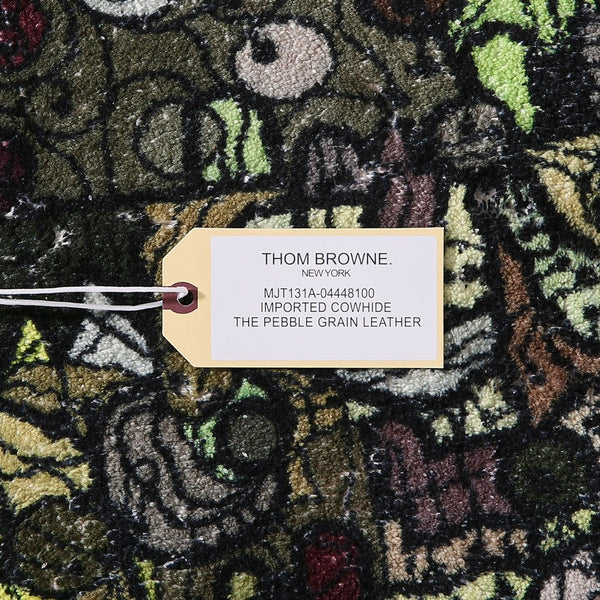 THOM BROWNE.
NEW YORK
MJT131A-04448100
IMPORTED COWHIDE
THE PEBBLE GRAIN LEATHER